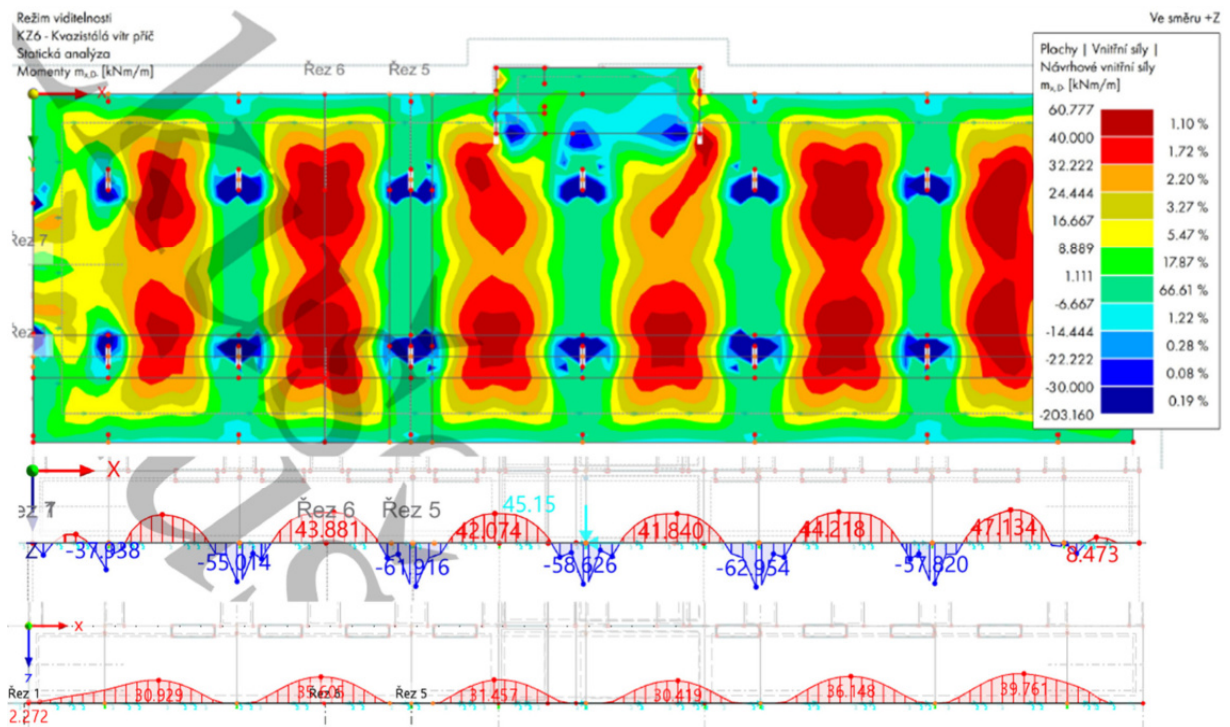 Režim viditelnosti
KZ6 - Kvazistálá vítr příč
Statická analýza
Momenty mx,D- [kNm/m]
Ve směru +Z
Plochy | Vnitřní síly |
Návrhové vnitřní síly
mx,D- [kNm/m]
60.777
40.000
32.222
24.444
16.667
8.889
1.111
-6.667
-14.444
-22.222
-30.000
-203.160
1.10 %
1.72 %
2.20 %
3.27 %
5.47 %
17.87 %
66.61 %
1.22 %
0.28 %
0.08 %
0.19 %
Řez 6
Řez 5
X
Řez 7
Řez
X
Řez 6
Řez 5
45.15
Z
-37.938
-55.014
43.881
-61.916
42.074
-58.626
41.840
-62.954
44.218
-57.820
47.134
8.473
x
z
Řez 1
2.272
30.929
Řez 5
31.457
30.419
36.148
39.761